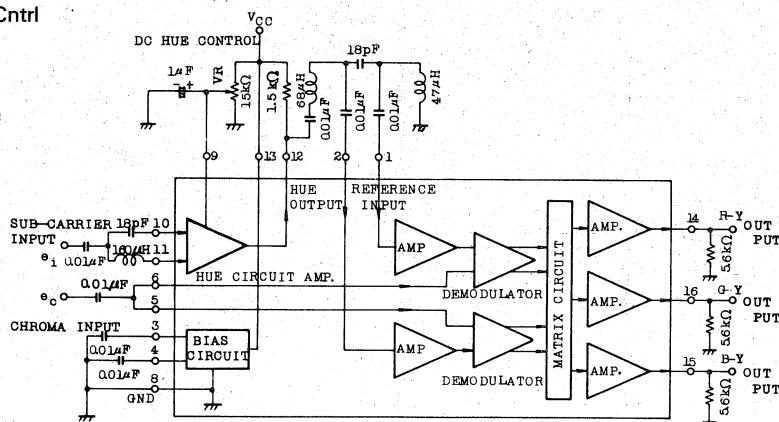 Cntrl
VCC
DC HUE CONTROL
18pF
1μF
- +
VR
15kΩ
1.5kΩ
68μH
0.01μF
0.01μF
0.01μF
47μH
9
13
12
2
1
HUE
OUTPUT
REFERENCE
INPUT
SUB-CARRIER
INPUT
18pF
10
11
ei
0.01μF
160μH
HUE CIRCUIT AMP.
AMP
DEMODULATOR
MATRIX CIRCUIT
AMP.
14
R-Y
OUT
PUT
5.6kΩ
0.01μF
6
5
ec
CHROMA INPUT
3
0.01μF
4
0.01μF
8
GND
BIAS
CIRCUIT
AMP
DEMODULATOR
AMP.
16
G-Y
OUT
PUT
5.6kΩ
AMP.
15
B-Y
OUT
PUT
5.6kΩ